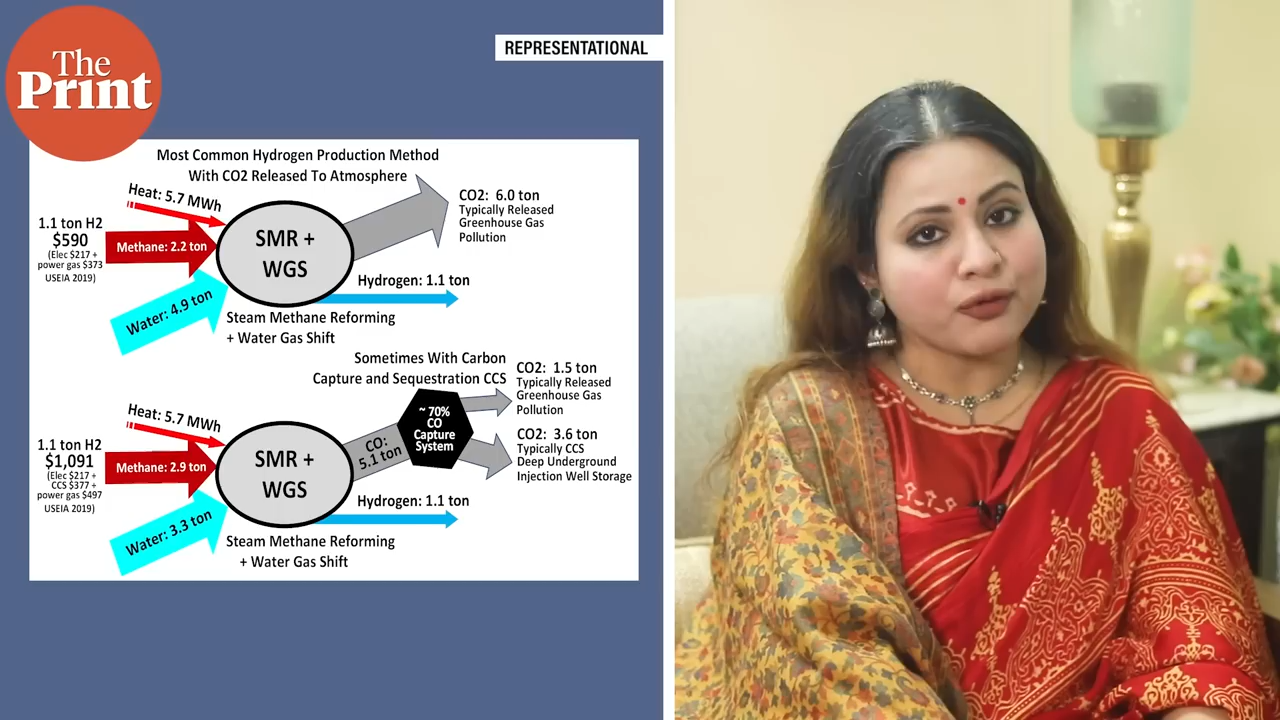 The
Print
REPRESENTATIONAL
Most Common Hydrogen Production Method
With CO2 Released To Atmosphere
Heat: 5.7 MWh
1.1 ton H2
$590
(Elec $217 +
power gas $373
USEIA 2019)
Methane: 2.2 ton
Water: 4.9 ton
SMR +
WGS
CO2: 6.0 ton
Typically Released
Greenhouse Gas
Pollution
Hydrogen: 1.1 ton
Steam Methane Reforming
+ Water Gas Shift
Sometimes With Carbon
Capture and Sequestration CCS
Heat: 5.7 MWh
1.1 ton H2
$1,091
(Elec $217 +
CCS $377 +
power gas $497
USEIA 2019)
Methane: 2.9 ton
Water: 3.3 ton
SMR +
WGS
CO:
5.1 ton
~ 70%
CO
Capture
System
CO2: 1.5 ton
Typically Released
Greenhouse Gas
Pollution
CO2: 3.6 ton
Typically CCS
Deep Underground
Injection Well Storage
Hydrogen: 1.1 ton
Steam Methane Reforming
+ Water Gas Shift